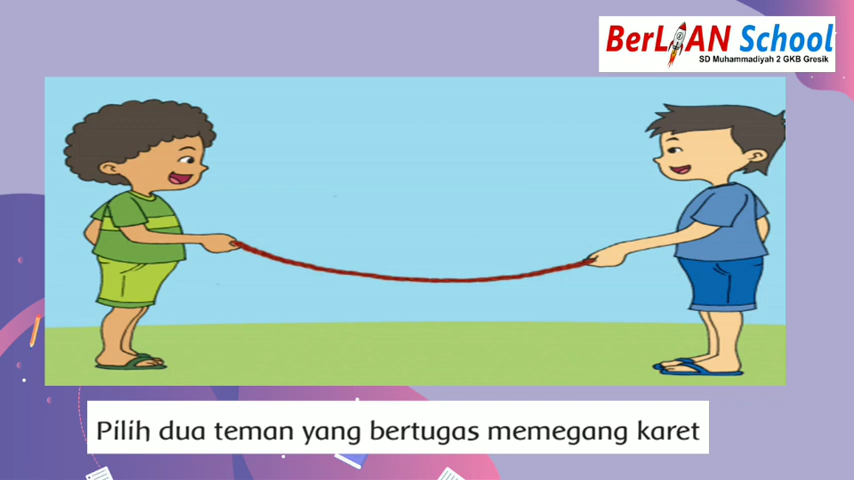 BerLIAN School
SD Muhammadiyah 2 GKB Gresik
Pilih dua teman yang bertugas memegang karet